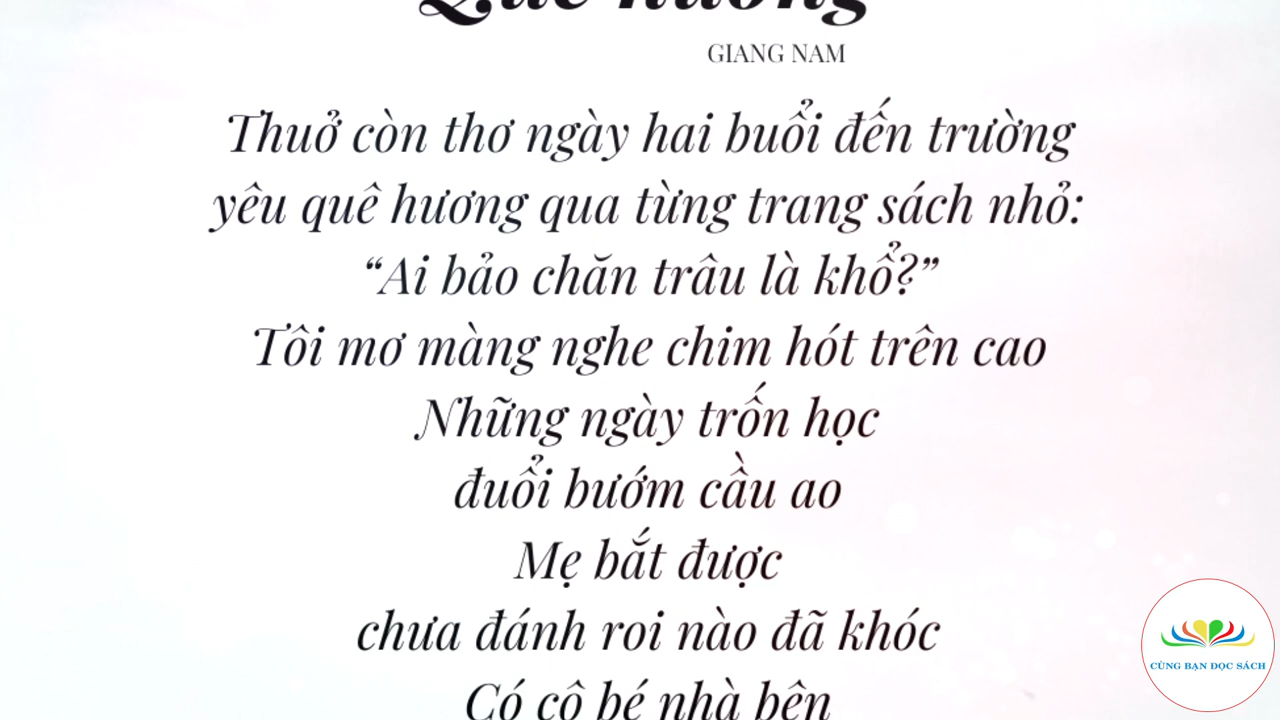 GIANG NAM
Thuở còn thơ ngày hai buổi đến trường
yêu quê hương qua từng trang sách nhỏ:
“Ai bảo chăn trâu là khổ?”
Tôi mơ màng nghe chim hót trên cao
Những ngày trốn học
đuổi bướm cầu ao
Mẹ bắt được
chưa đánh roi nào đã khóc
Có cô bé nhà bên
CÙNG BẠN ĐỌC SÁCH